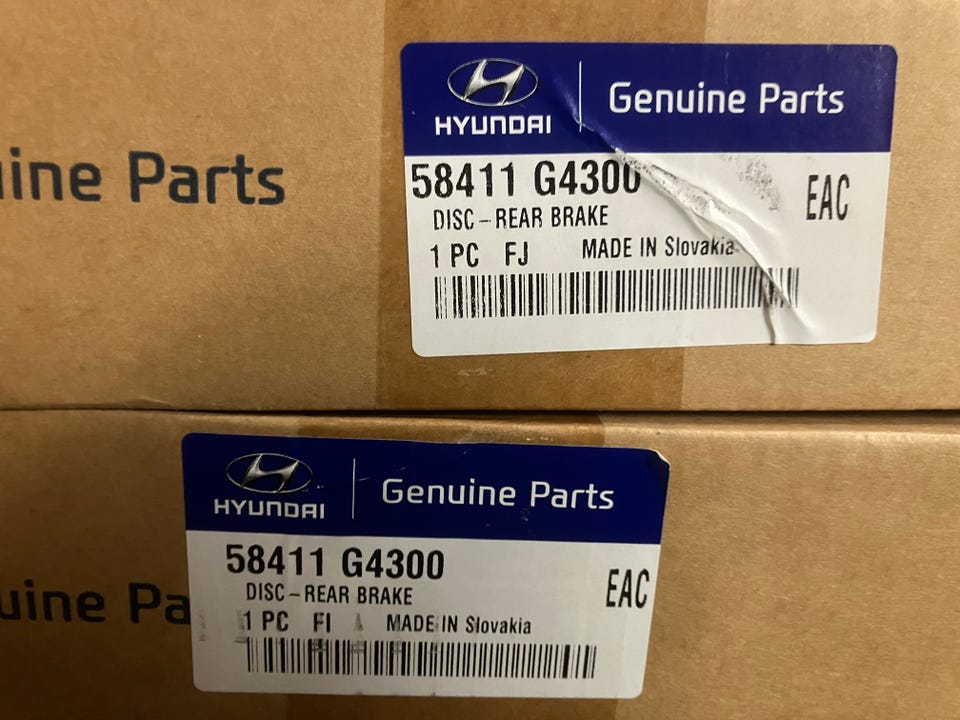 uine Parts
HYUNDAI
Genuine Parts
58411 G4300
DISC-REAR BRAKE
EAC
1 PC FJ MADE IN Slovakia
uine Pa
HYUNDAI
Genuine Parts
58411 G4300
DISC-REAR BRAKE
EAC
1 PC FI MADE IN Slovakia